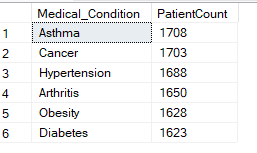 Medical_Condition PatientCount
1 Asthma 1708
2 Cancer 1703
3 Hypertension 1688
4 Arthritis 1650
5 Obesity 1628
6 Diabetes 1623